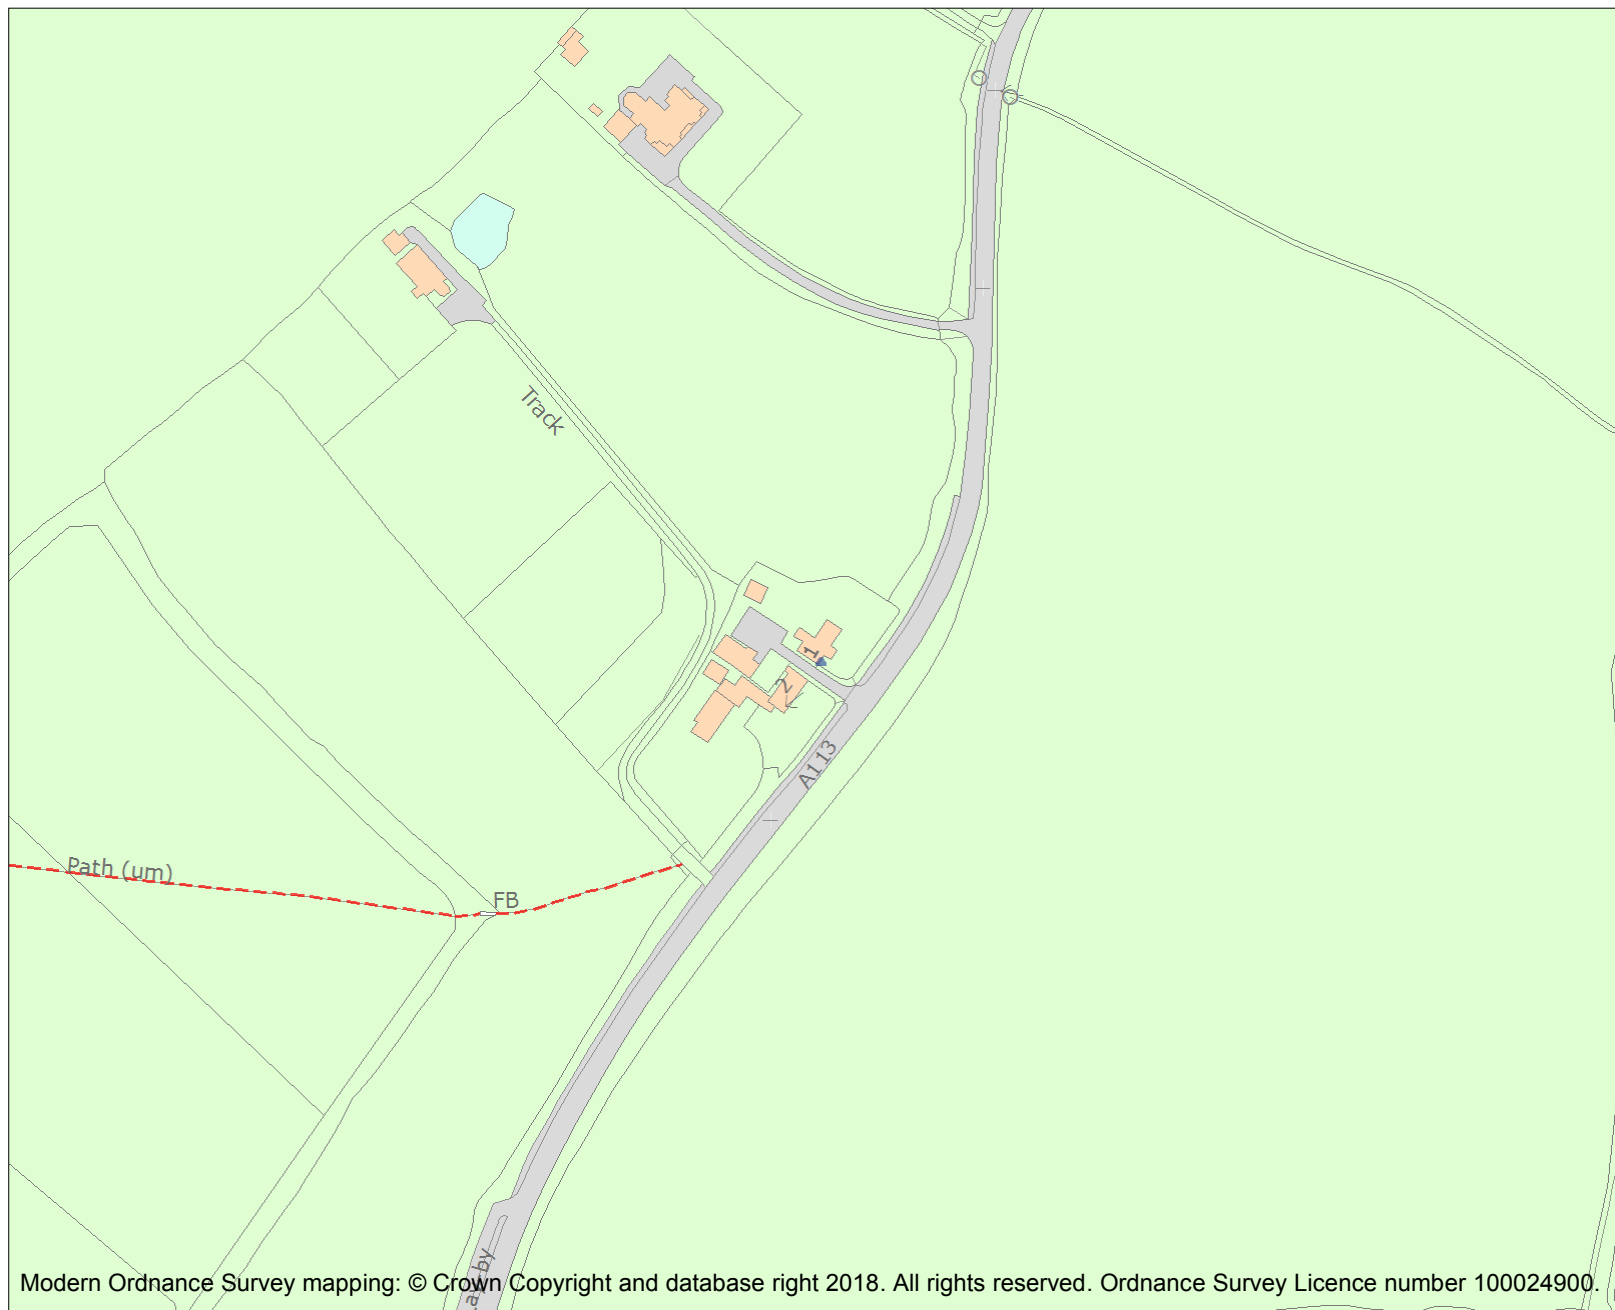 Track
1
2
A113
Path (um)
FB
Modern Ordnance Survey mapping: © Crown Copyright and database right 2018. All rights reserved. Ordnance Survey Licence number 100024900.